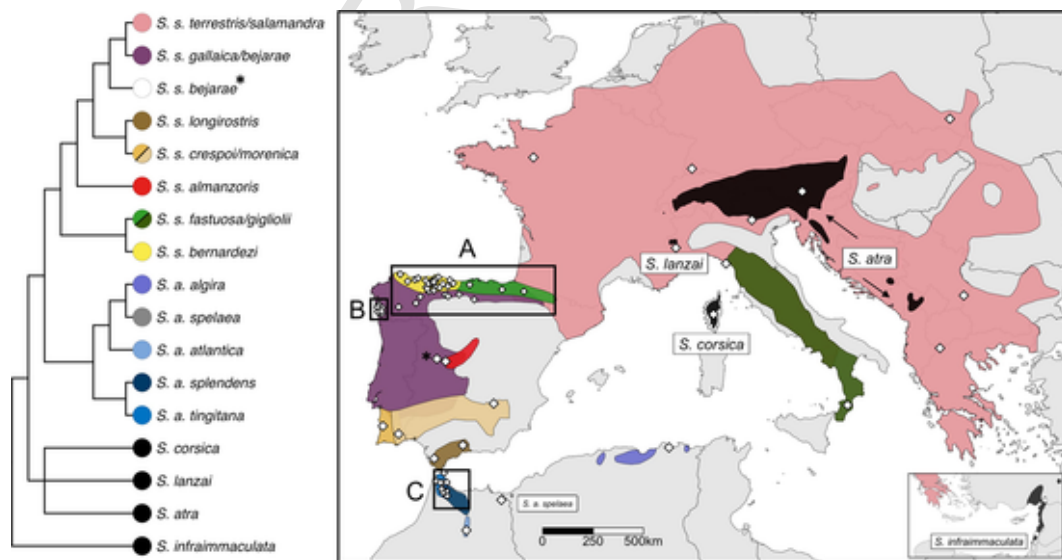 S. s. terrestris/salamandra
S. s. gallaica/bejarae
S. s. bejarae*
S. s. longirostris
S. s. crespoi/morenica
S. s. almanzoris
S. s. fastuosa/gigliolii
S. s. bernardezi
S. a. algira
S. a. spelaea
S. a. atlantica
S. a. splendens
S. a. tingitana
S. corsica
S. lanzai
S. atra
S. infraimmaculata
A
B
*
C
S. lanzai
S. atra
S. corsica
S. a. spelaea
0 250 500km
S. infraimmaculata